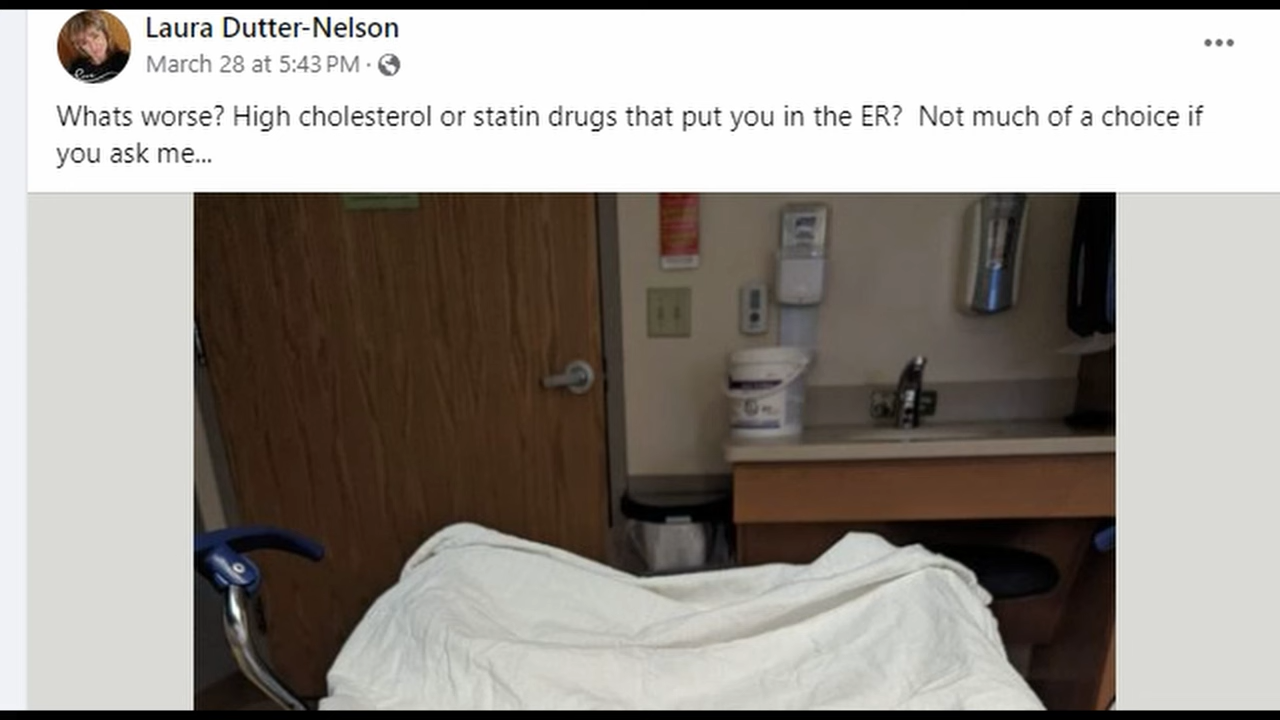 Laura Dutter-Nelson
March 28 at 5:43 PM ·
Whats worse? High cholesterol or statin drugs that put you in the ER?  Not much of a choice if
you ask me...